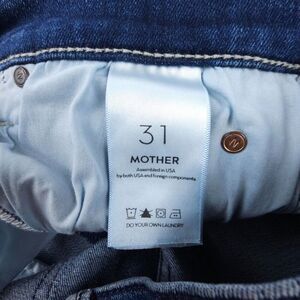 31
MOTHER
Assembled in USA
by both USA and foreign components
DO YOUR OWN LAUNDRY